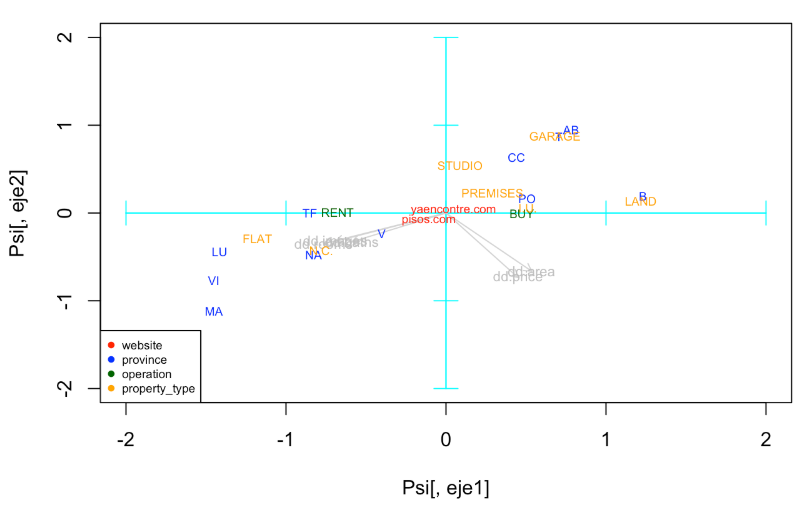 2
AB
GARAGE
T
1
CC
STUDIO
B
PREMISES
PO
LAND
yaencontre.com
LU.
TF
RENT
BUY
0
pisos.com
V
FLAT
N.C.
LU
NA
dd.area
dd.price
VI
-1
MA
website
province
operation
property_type
-2
-2
-1
0
1
2
Psi[, eje1]
Psi[, eje2]